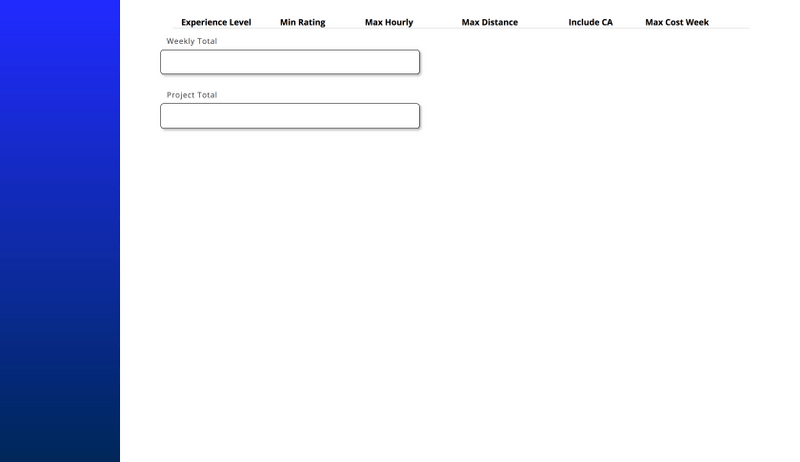 Experience Level Min Rating Max Hourly Max Distance Include CA Max Cost Week
Weekly Total
Project Total